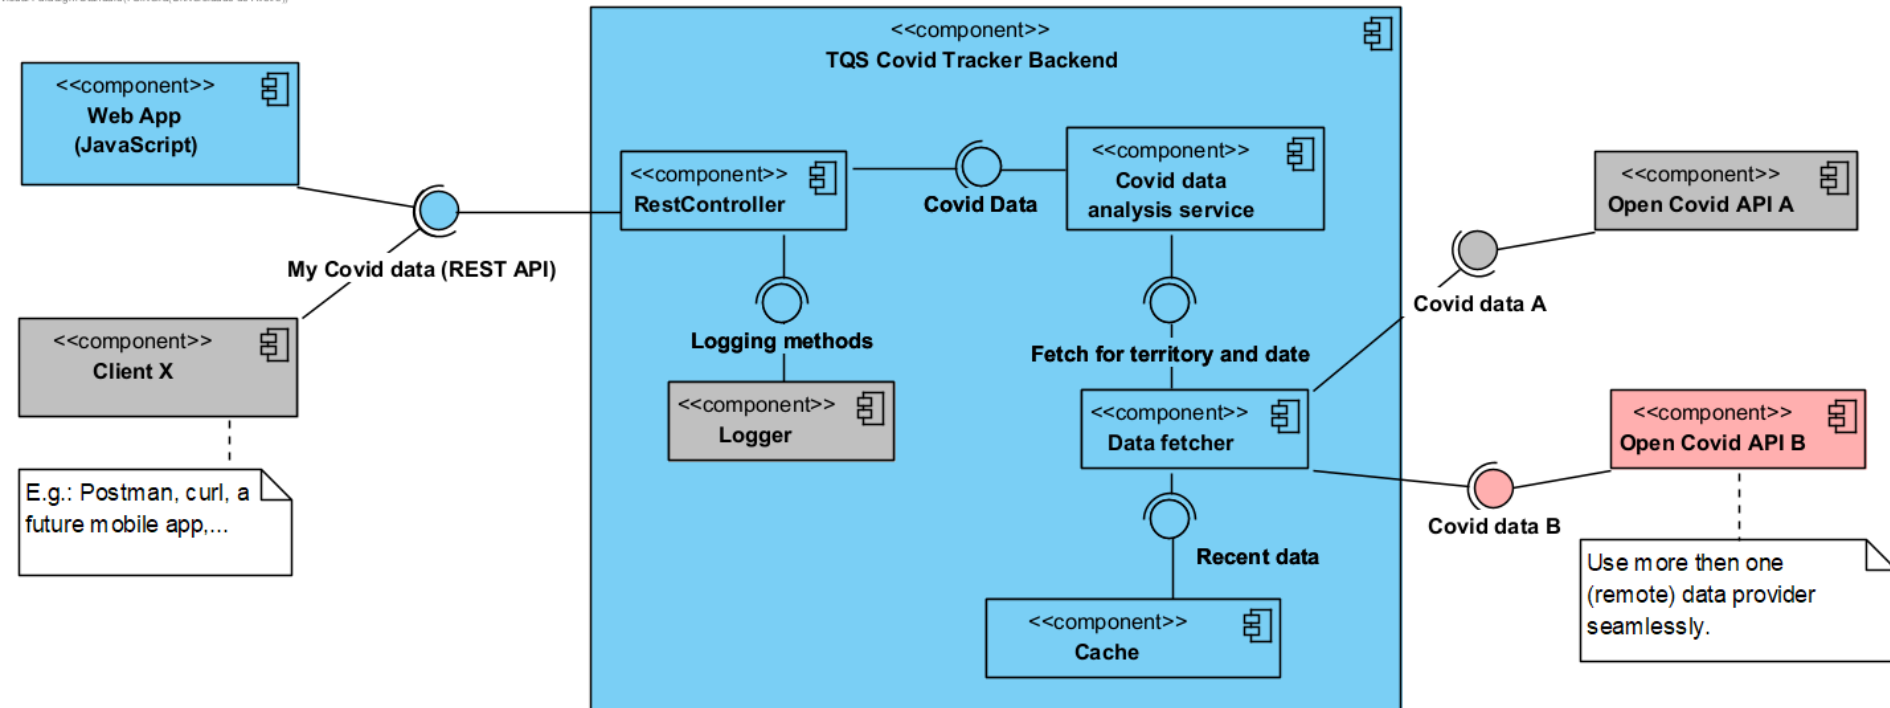 <<component>>
TQS Covid Tracker Backend
<<component>>
Web App
(JavaScript)
<<component>>
RestController
Covid Data
<<component>>
Covid data
analysis service
<<component>>
Open Covid API A
My Covid data (REST API)
Covid data A
<<component>>
Client X
Logging methods
Fetch for territory and date
<<component>>
Logger
<<component>>
Data fetcher
<<component>>
Open Covid API B
E.g.: Postman, curl, a
future mobile app,...
Covid data B
Recent data
Use more then one
(remote) data provider
seamlessly.
<<component>>
Cache